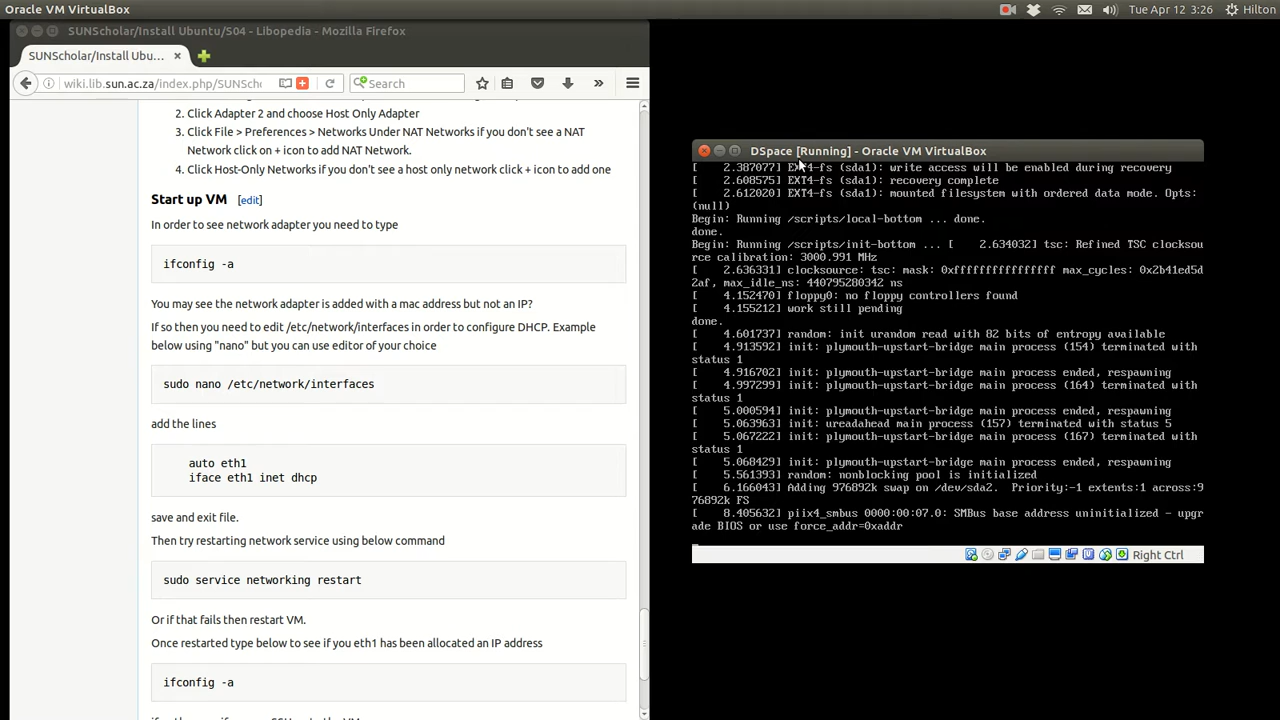 Oracle VM VirtualBox
Tue Apr 12 3:26
Hilton
SUNScholar/Install Ubuntu/S04 - Libopedia - Mozilla Firefox
SUNScholar/Install Ubu...
wiki.lib.sun.ac.za/index.php/SUNSch
Search
2. Click Adapter 2 and choose Host Only Adapter
3. Click File > Preferences > Networks Under NAT Networks if you don't see a NAT
Network click on + icon to add NAT Network.
4. Click Host-Only Networks if you don't see a host only network click + icon to add one
Start up VM [edit]
In order to see network adapter you need to type
ifconfig -a
You may see the network adapter is added with a mac address but not an IP?
If so then you need to edit /etc/network/interfaces in order to configure DHCP. Example
below using "nano" but you can use editor of your choice
sudo nano /etc/network/interfaces
add the lines
auto eth1
iface eth1 inet dhcp
save and exit file.
Then try restarting network service using below command
sudo service networking restart
Or if that fails then restart VM.
Once restarted type below to see if you eth1 has been allocated an IP address
ifconfig -a
DSpace [Running] - Oracle VM VirtualBox
[ 2.387077] EXT4-fs (sda1): write access will be enabled during recovery
[ 2.608575] EXT4-fs (sda1): recovery complete
[ 2.612020] EXT4-fs (sda1): mounted filesystem with ordered data mode. Opts:
(null)
Begin: Running /scripts/local-bottom ... done.
done.
Begin: Running /scripts/init-bottom ... [ 2.634032] tsc: Refined TSC clocksou
rce calibration: 3000.991 MHz
[ 2.636331] clocksource: tsc: mask: 0xffffffffffffffff max_cycles: 0x2b41ed5d
2af, max_idle_ns: 440795280342 ns
[ 4.152470] floppy0: no floppy controllers found
[ 4.155212] work still pending
done.
[ 4.601737] random: init urandom read with 82 bits of entropy available
[ 4.913592] init: plymouth-upstart-bridge main process (154) terminated with
status 1
[ 4.916702] init: plymouth-upstart-bridge main process ended, respawning
[ 4.997299] init: plymouth-upstart-bridge main process (164) terminated with
status 1
[ 5.000594] init: plymouth-upstart-bridge main process ended, respawning
[ 5.063963] init: ureadahead main process (157) terminated with status 5
[ 5.067222] init: plymouth-upstart-bridge main process (167) terminated with
status 1
[ 5.068429] init: plymouth-upstart-bridge main process ended, respawning
[ 5.561393] random: nonblocking pool is initialized
[ 6.166043] Adding 976892k swap on /dev/sda2. Priority:-1 extents:1 across:9
76892k FS
[ 8.405632] piix4_smbus 0000:00:07.0: SMBus base address uninitialized - upgr
ade BIOS or use force_addr=0xaddr
Right Ctrl